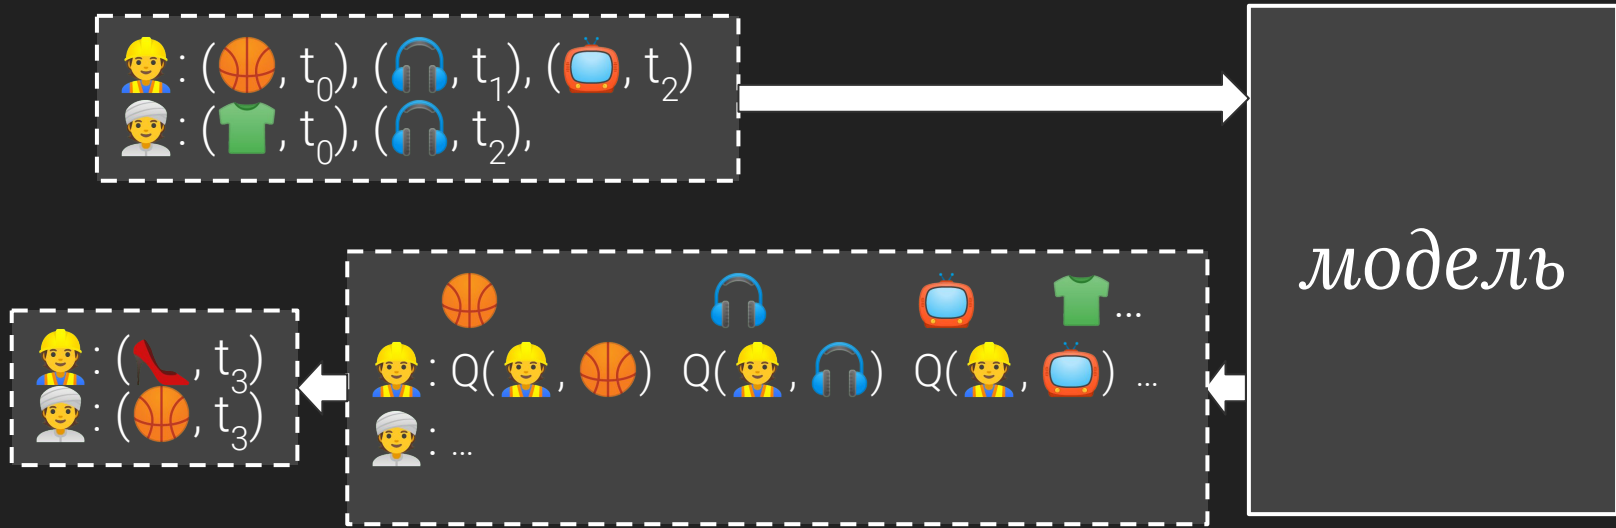 👷: (🏀, t₀), (🎧, t₁), (📺, t₂)
👳: (👕, t₀), (🎧, t₂),
модель
🏀 🎧 📺 👕...
👷: Q(👷, 🏀) Q(👷, 🎧) Q(👷, 📺) ...
👳: ...
👷: (👠, t₃)
👳: (🏀, t₃)